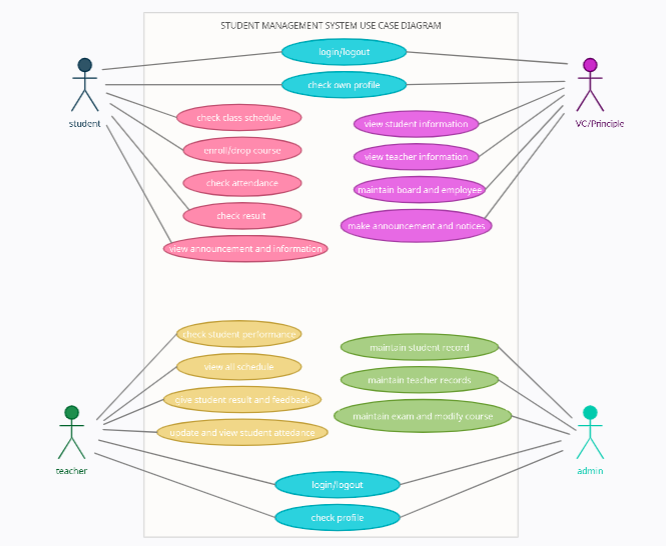 STUDENT MANAGEMENT SYSTEM USE CASE DIAGRAM
login/logout
check own profile
student
VC/Principle
check class schedule
view student information
enroll/drop course
view teacher information
check attendance
maintain board and employee
check result
make announcement and notices
view announcement and information
check student performance
maintain student record
view all schedule
maintain teacher records
give student result and feedback
maintain exam and modify course
update and view student attedance
teacher
admin
login/logout
check profile